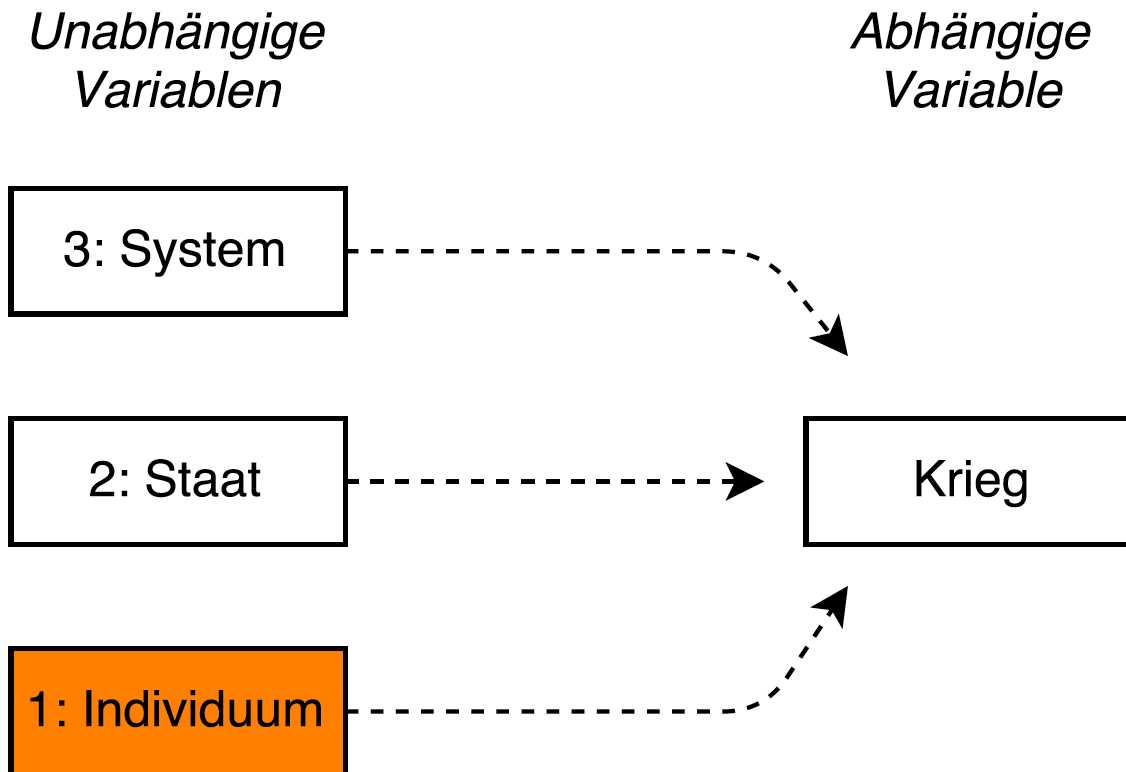 Unabhängige
Variablen
Abhängige
Variable
3: System
2: Staat
Krieg
1: Individuum